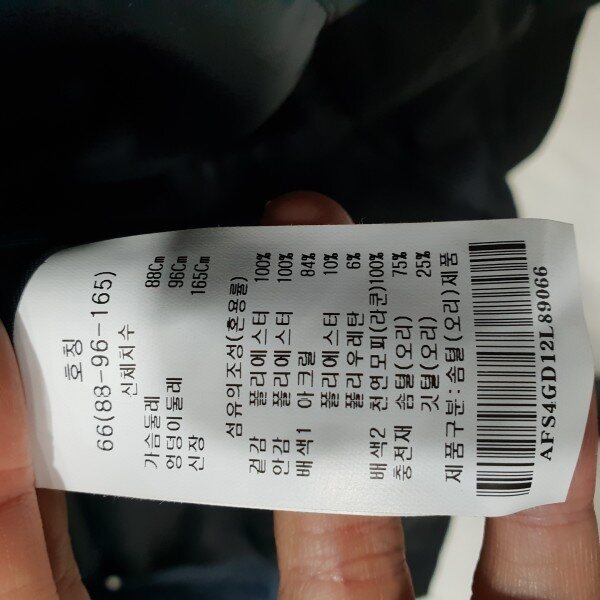 호칭
66(88-96-165)
신체치수
가슴둘레 88Cm
엉덩이둘레 96Cm
신장 165Cm
섬유의조성(혼용률)
겉감 폴리에스터 100%
안감 폴리에스터 100%
배색1 아크릴 84%
폴리에스터 10%
폴리우레탄 6%
배색2 천연모피(라쿤)100%
충전재 솜털(오리) 75%
깃털(오리) 25%
제품구분:솜털(오리)제품
AFS4GD12L89066